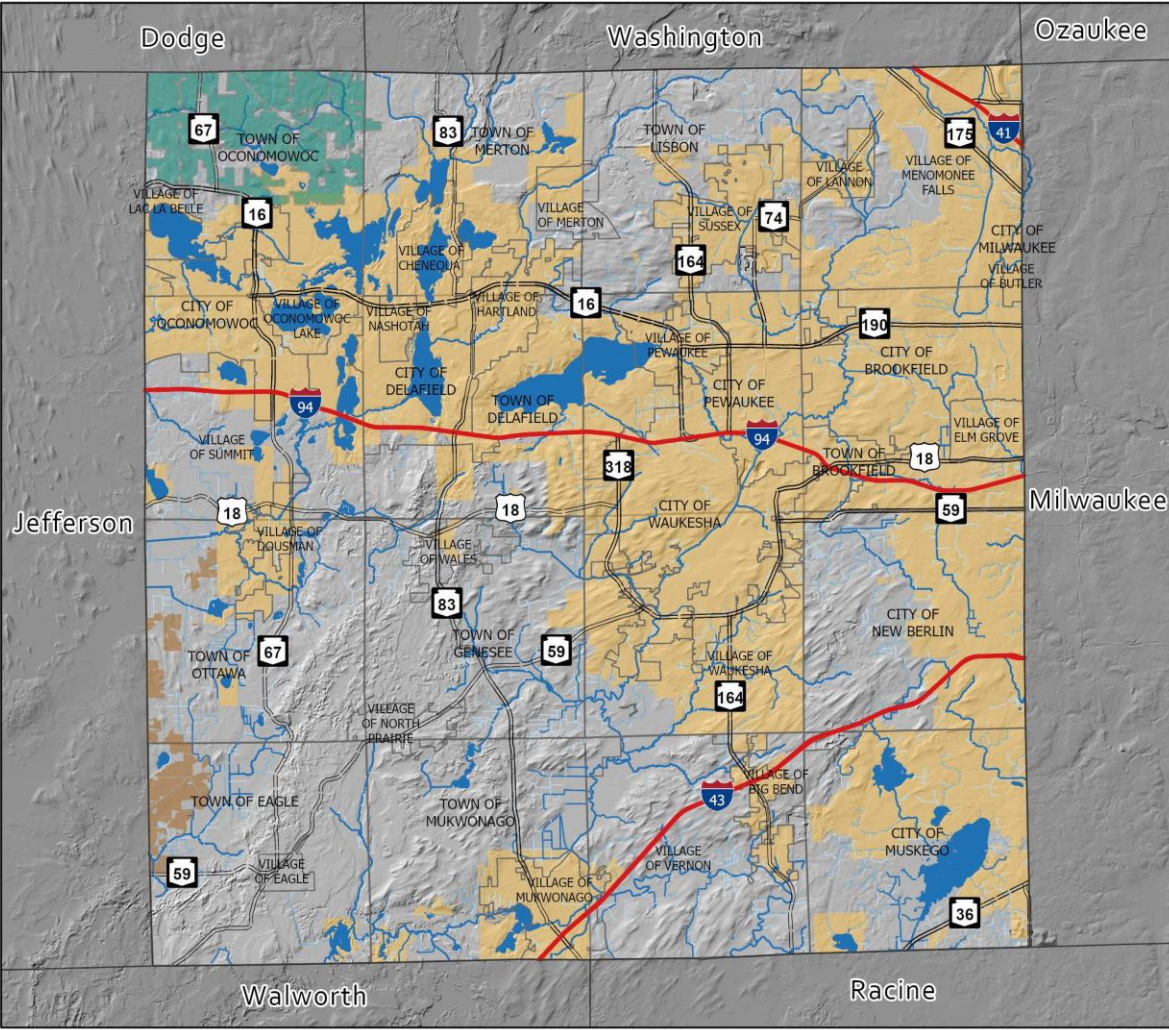 Dodge
Washington
Ozaukee
67
TOWN OF
OCONOMOWOC
83
TOWN OF
MERTON
TOWN OF
LISBON
175
41
VILLAGE OF
LANNON
VILLAGE OF
MENOMONEE
FALLS
VILLAGE OF
LAC LA BELLE
16
VILLAGE
OF MERTON
VILLAGE OF
SUSSEX
74
VILLAGE OF
CHENEQUA
164
CITY OF
MILWAUKEE
VILLAGE
OF BUTLER
CITY OF
OCONOMOWOC
VILLAGE OF
OCONOMOWOC
LAKE
VILLAGE OF
NASHOTAH
VILLAGE OF
HARTLAND
16
VILLAGE OF
PEWAUKEE
190
CITY OF
BROOKFIELD
CITY OF
DELAFIELD
TOWN OF
DELAFIELD
CITY OF
PEWAUKEE
94
94
VILLAGE OF
ELM GROVE
VILLAGE
OF SUMMIT
318
TOWN OF
BROOKFIELD
18
Jefferson
18
18
CITY OF
WAUKESHA
59
Milwaukee
VILLAGE OF
DOUSMAN
VILLAGE
OF WALES
83
CITY OF
NEW BERLIN
TOWN OF
OTTAWA
67
TOWN OF
GENESEE
59
VILLAGE OF
WAUKESHA
164
VILLAGE
OF NORTH
PRAIRIE
TOWN OF EAGLE
TOWN OF
MUKWONAGO
43
VILLAGE OF
BIG BEND
59
VILLAGE
OF EAGLE
VILLAGE OF
MUKWONAGO
VILLAGE
OF VERNON
CITY OF
MUSKEGO
36
Walworth
Racine